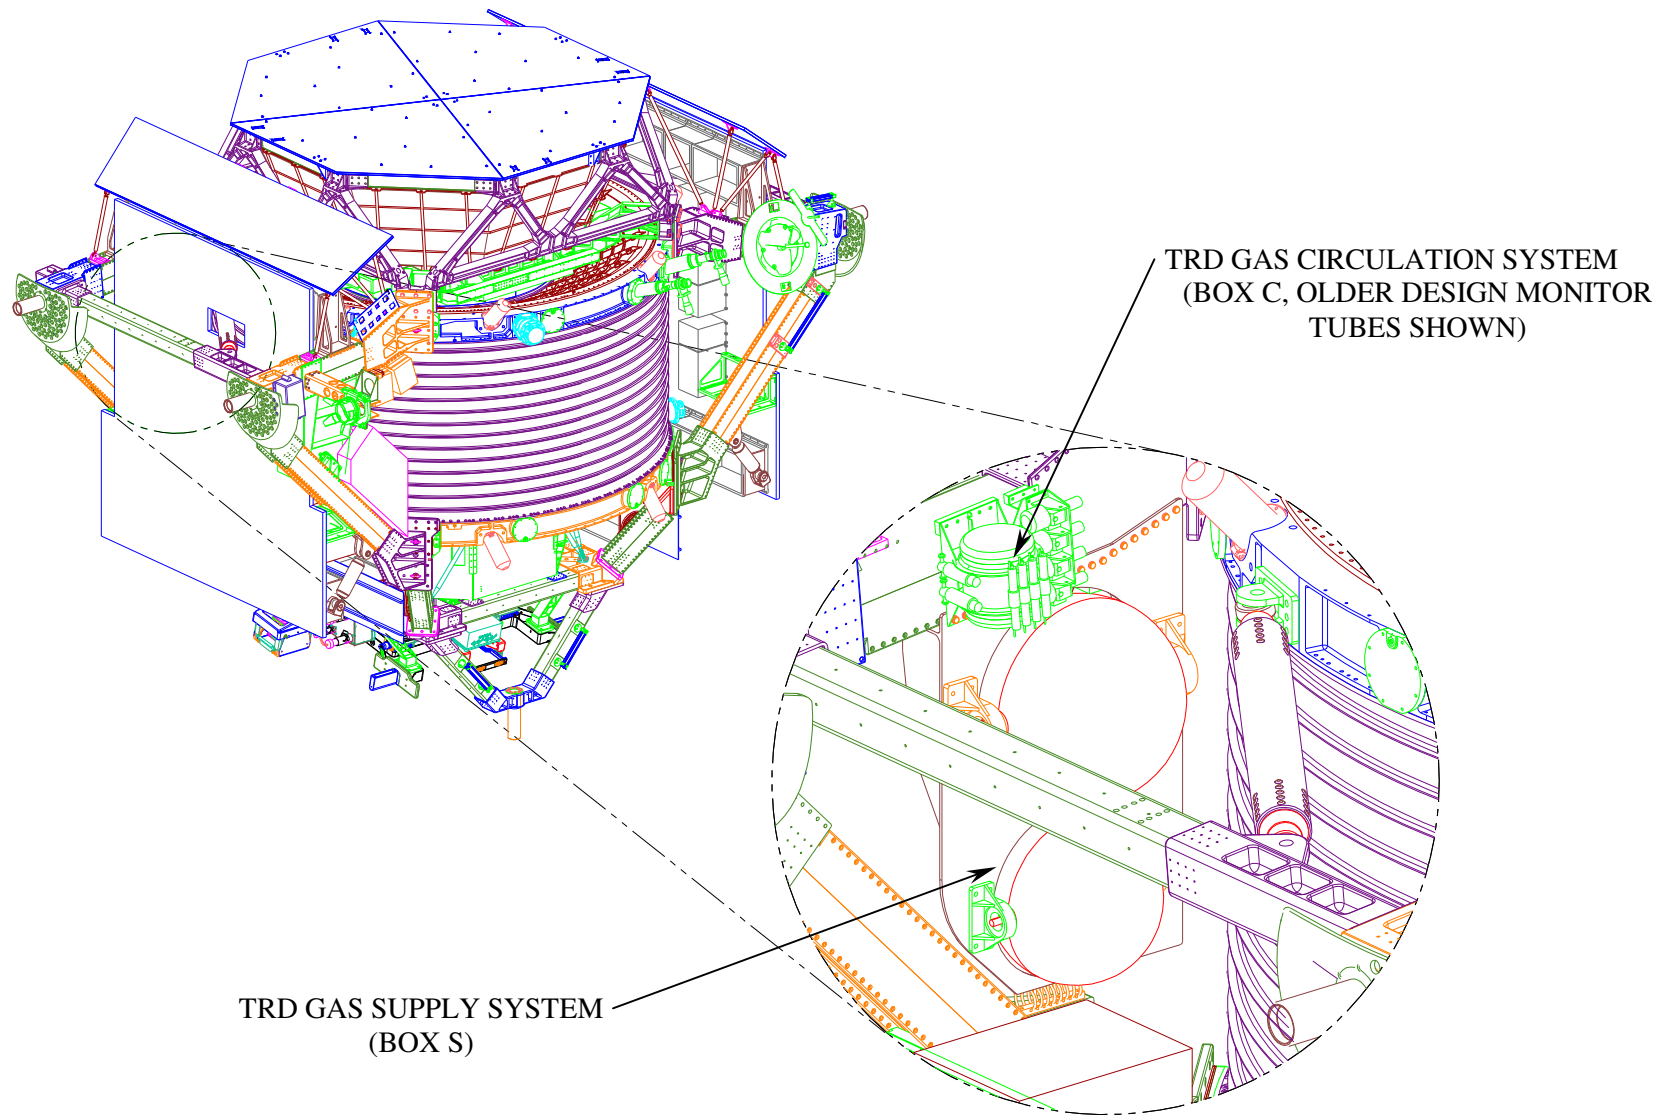 TRD GAS CIRCULATION SYSTEM
(BOX C, OLDER DESIGN MONITOR
TUBES SHOWN)
TRD GAS SUPPLY SYSTEM
(BOX S)